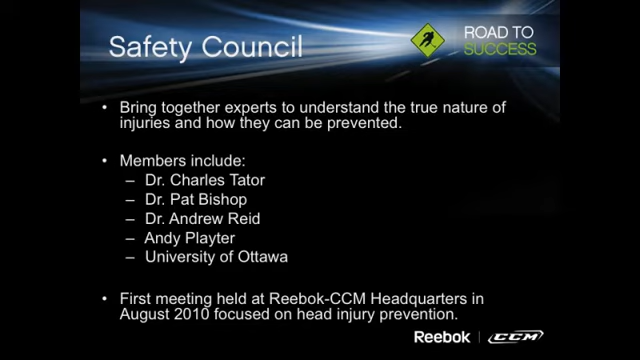 Safety Council
ROAD TO
SUCCESS
• Bring together experts to understand the true nature of
injuries and how they can be prevented.
• Members include:
– Dr. Charles Tator
– Dr. Pat Bishop
– Dr. Andrew Reid
– Andy Playter
– University of Ottawa
• First meeting held at Reebok-CCM Headquarters in
August 2010 focused on head injury prevention.
Reebok | CCM